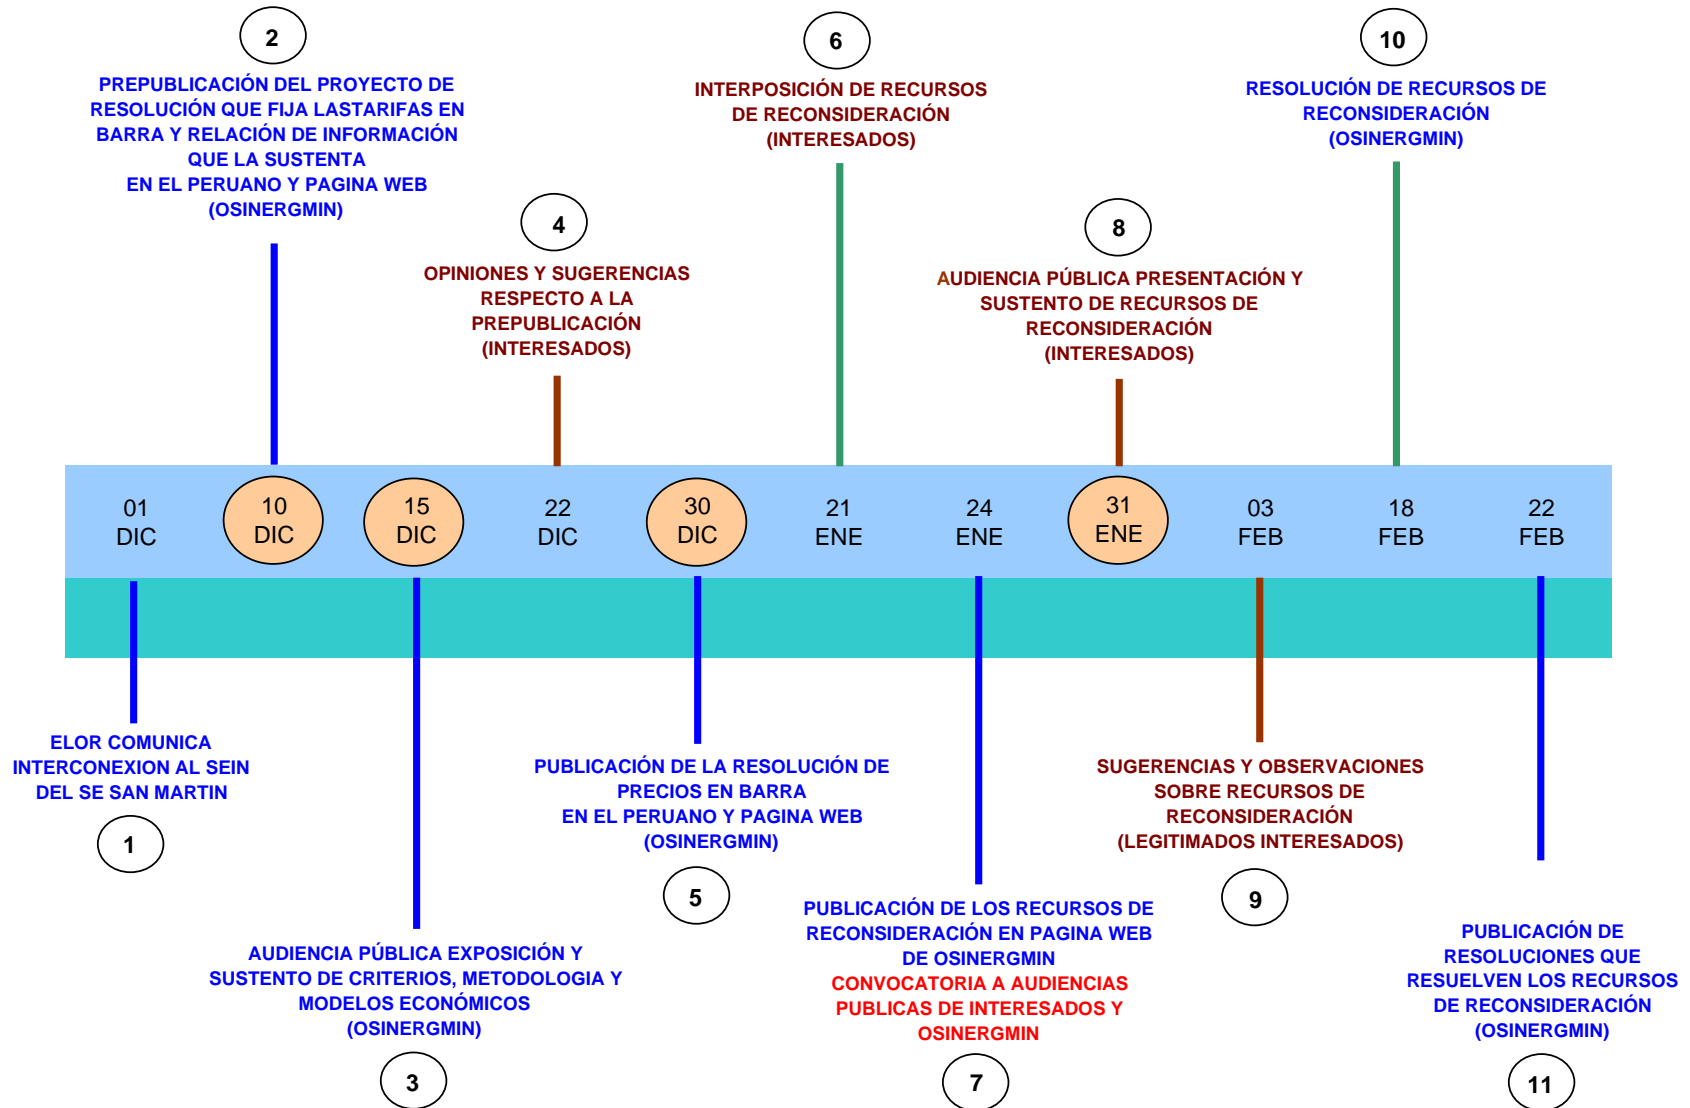 2
PREPUBLICACIÓN DEL PROYECTO DE
RESOLUCIÓN QUE FIJA LASTARIFAS EN
BARRA Y RELACIÓN DE INFORMACIÓN
QUE LA SUSTENTA
EN EL PERUANO Y PAGINA WEB
(OSINERGMIN)
4
OPINIONES Y SUGERENCIAS
RESPECTO A LA
PREPUBLICACIÓN
(INTERESADOS)
6
INTERPOSICIÓN DE RECURSOS
DE RECONSIDERACIÓN
(INTERESADOS)
8
AUDIENCIA PÚBLICA PRESENTACIÓN Y
SUSTENTO DE RECURSOS DE
RECONSIDERACIÓN
(INTERESADOS)
10
RESOLUCIÓN DE RECURSOS DE
RECONSIDERACIÓN
(OSINERGMIN)
01
DIC
10
DIC
15
DIC
22
DIC
30
DIC
21
ENE
24
ENE
31
ENE
03
FEB
18
FEB
22
FEB
ELOR COMUNICA
INTERCONEXION AL SEIN
DEL SE SAN MARTIN
1
AUDIENCIA PÚBLICA EXPOSICIÓN Y
SUSTENTO DE CRITERIOS, METODOLOGIA Y
MODELOS ECONÓMICOS
(OSINERGMIN)
3
PUBLICACIÓN DE LA RESOLUCIÓN DE
PRECIOS EN BARRA
EN EL PERUANO Y PAGINA WEB
(OSINERGMIN)
5
PUBLICACIÓN DE LOS RECURSOS DE
RECONSIDERACIÓN EN PAGINA WEB
DE OSINERGMIN
CONVOCATORIA A AUDIENCIAS
PUBLICAS DE INTERESADOS Y
OSINERGMIN
7
SUGERENCIAS Y OBSERVACIONES
SOBRE RECURSOS DE
RECONSIDERACIÓN
(LEGITIMADOS INTERESADOS)
9
PUBLICACIÓN DE
RESOLUCIONES QUE
RESUELVEN LOS RECURSOS
DE RECONSIDERACIÓN
(OSINERGMIN)
11